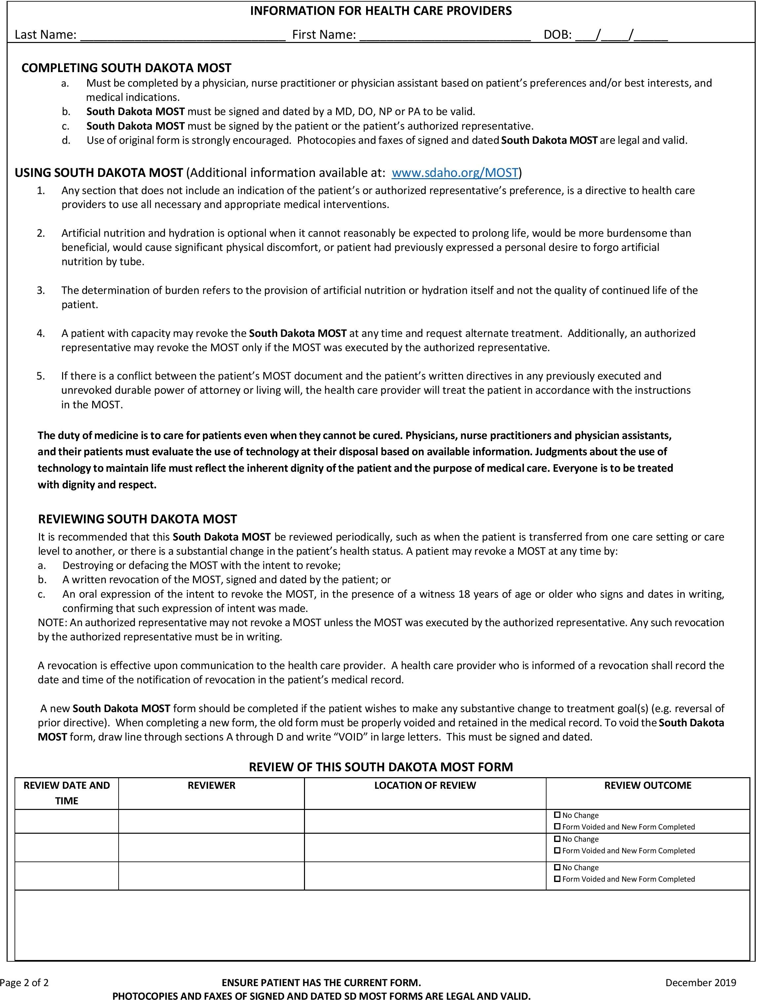 INFORMATION FOR HEALTH CARE PROVIDERS
Last Name: ______________________________ First Name: _________________________ DOB: ___/____/_____
COMPLETING SOUTH DAKOTA MOST
a. Must be completed by a physician, nurse practitioner or physician assistant based on patient’s preferences and/or best interests, and
medical indications.
b. South Dakota MOST must be signed and dated by a MD, DO, NP or PA to be valid.
c. South Dakota MOST must be signed by the patient or the patient’s authorized representative.
d. Use of original form is strongly encouraged. Photocopies and faxes of signed and dated South Dakota MOST are legal and valid.
USING SOUTH DAKOTA MOST (Additional information available at: www.sdaho.org/MOST)
1. Any section that does not include an indication of the patient’s or authorized representative’s preference, is a directive to health care
providers to use all necessary and appropriate medical interventions.
2. Artificial nutrition and hydration is optional when it cannot reasonably be expected to prolong life, would be more burdensome than
beneficial, would cause significant physical discomfort, or patient had previously expressed a personal desire to forgo artificial
nutrition by tube.
3. The determination of burden refers to the provision of artificial nutrition or hydration itself and not the quality of continued life of the
patient.
4. A patient with capacity may revoke the South Dakota MOST at any time and request alternate treatment. Additionally, an authorized
representative may revoke the MOST only if the MOST was executed by the authorized representative.
5. If there is a conflict between the patient’s MOST document and the patient’s written directives in any previously executed and
unrevoked durable power of attorney or living will, the health care provider will treat the patient in accordance with the instructions
in the MOST.
The duty of medicine is to care for patients even when they cannot be cured. Physicians, nurse practitioners and physician assistants,
and their patients must evaluate the use of technology at their disposal based on available information. Judgments about the use of
technology to maintain life must reflect the inherent dignity of the patient and the purpose of medical care. Everyone is to be treated
with dignity and respect.
REVIEWING SOUTH DAKOTA MOST
It is recommended that this South Dakota MOST be reviewed periodically, such as when the patient is transferred from one care setting or care
level to another, or there is a substantial change in the patient’s health status. A patient may revoke a MOST at any time by:
a. Destroying or defacing the MOST with the intent to revoke;
b. A written revocation of the MOST, signed and dated by the patient; or
c. An oral expression of the intent to revoke the MOST, in the presence of a witness 18 years of age or older who signs and dates in writing,
confirming that such expression of intent was made.
NOTE: An authorized representative may not revoke a MOST unless the MOST was executed by the authorized representative. Any such revocation
by the authorized representative must be in writing.
A revocation is effective upon communication to the health care provider. A health care provider who is informed of a revocation shall record the
date and time of the notification of revocation in the patient’s medical record.
A new South Dakota MOST form should be completed if the patient wishes to make any substantive change to treatment goal(s) (e.g. reversal of
prior directive). When completing a new form, the old form must be properly voided and retained in the medical record. To void the South Dakota
MOST form, draw line through sections A through D and write “VOID” in large letters. This must be signed and dated.
REVIEW OF THIS SOUTH DAKOTA MOST FORM
REVIEW DATE AND REVIEWER LOCATION OF REVIEW REVIEW OUTCOME
TIME
☐ No Change
☐ Form Voided and New Form Completed
☐ No Change
☐ Form Voided and New Form Completed
☐ No Change
☐ Form Voided and New Form Completed
Page 2 of 2 ENSURE PATIENT HAS THE CURRENT FORM. December 2019
PHOTOCOPIES AND FAXES OF SIGNED AND DATED SD MOST FORMS ARE LEGAL AND VALID.